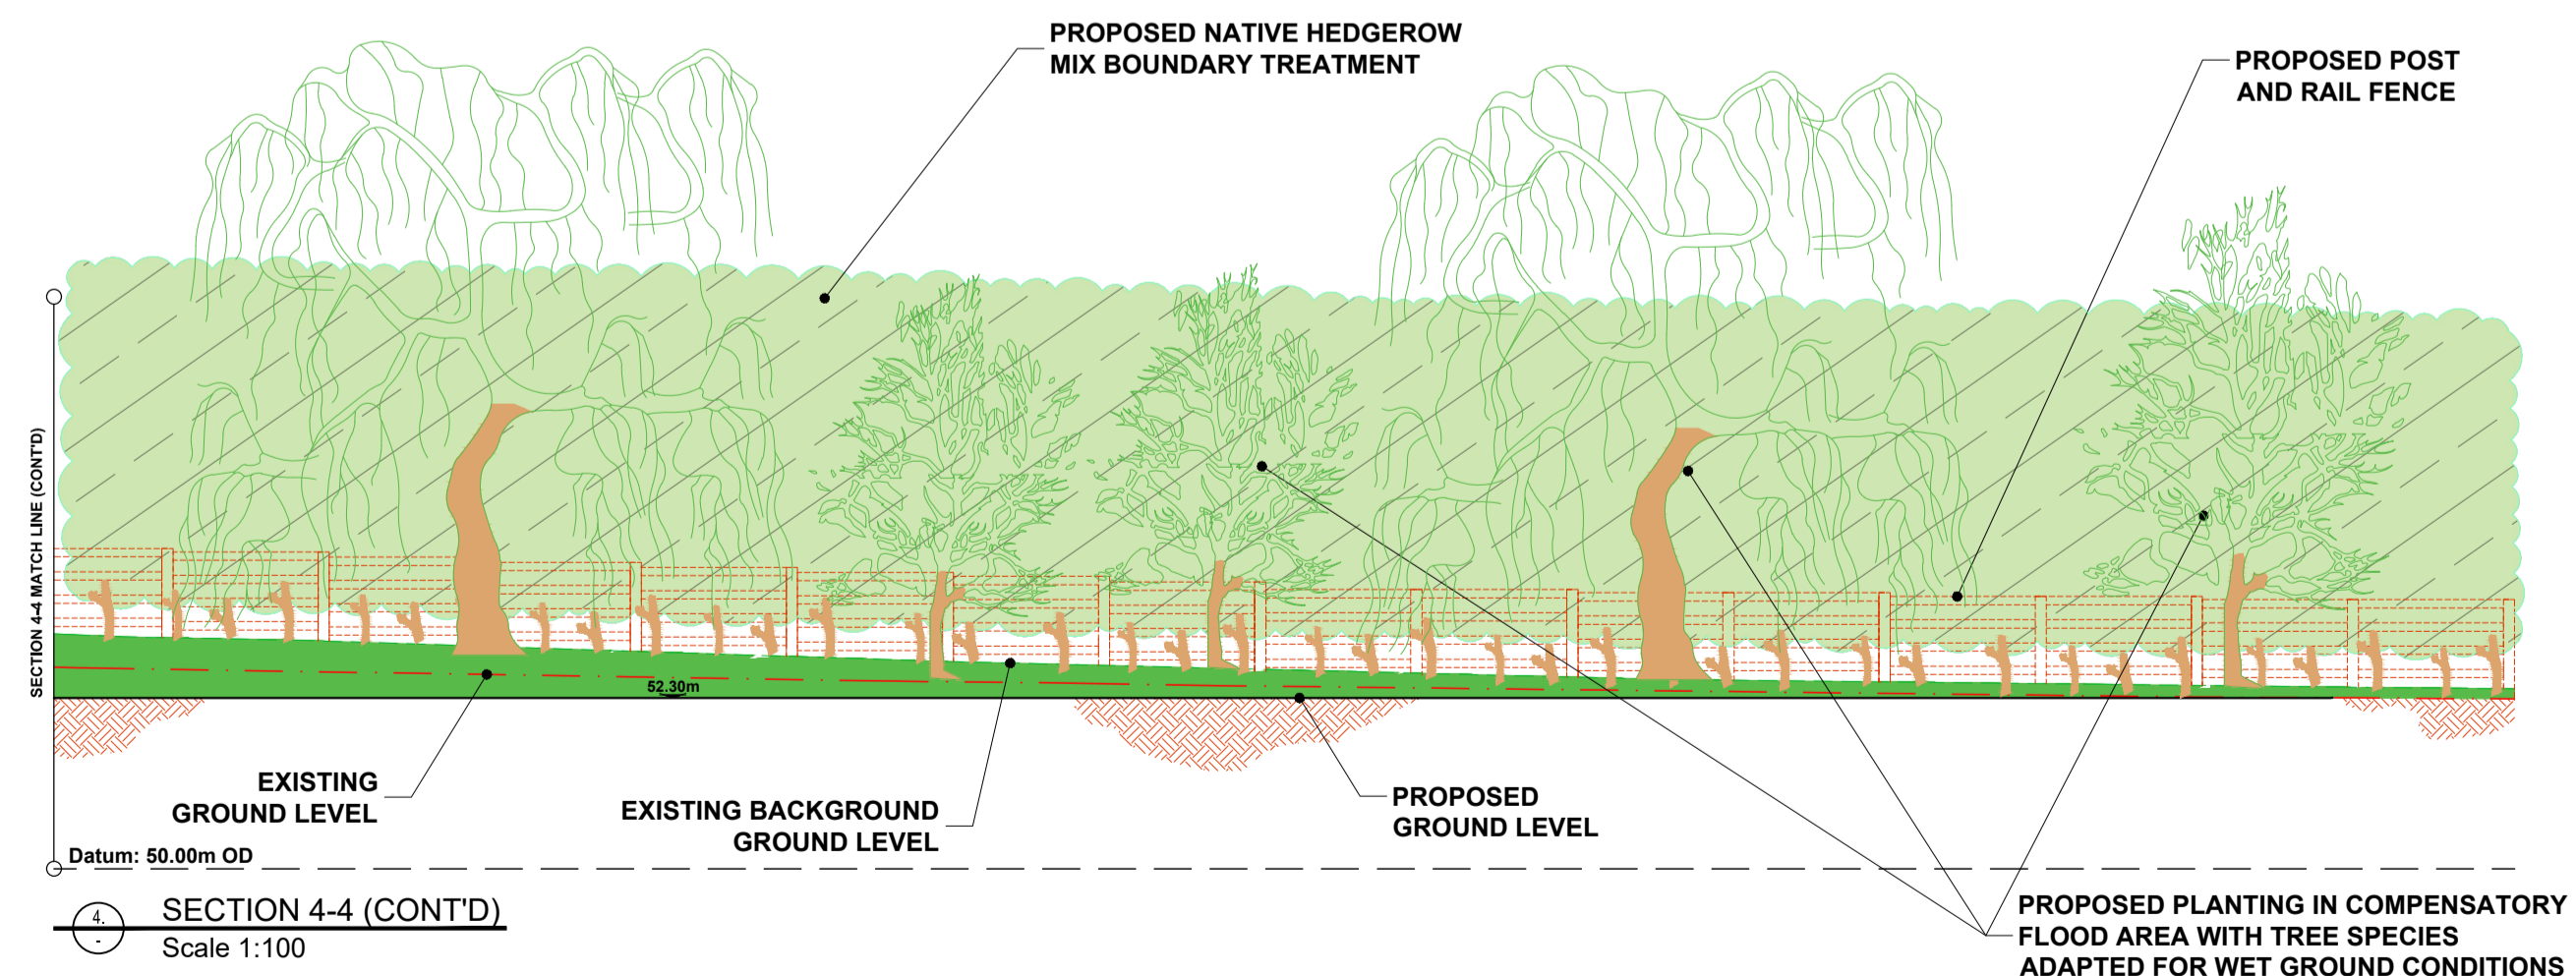 PROPOSED NATIVE HEDGEROW
MIX BOUNDARY TREATMENT
PROPOSED POST
AND RAIL FENCE
SECTION 4-4 MATCH LINE (CONT'D)
52.30m
EXISTING
GROUND LEVEL
EXISTING BACKGROUND
GROUND LEVEL
PROPOSED
GROUND LEVEL
Datum: 50.00m OD
PROPOSED PLANTING IN COMPENSATORY
FLOOD AREA WITH TREE SPECIES
ADAPTED FOR WET GROUND CONDITIONS
4.
-
SECTION 4-4 (CONT'D)
Scale 1:100